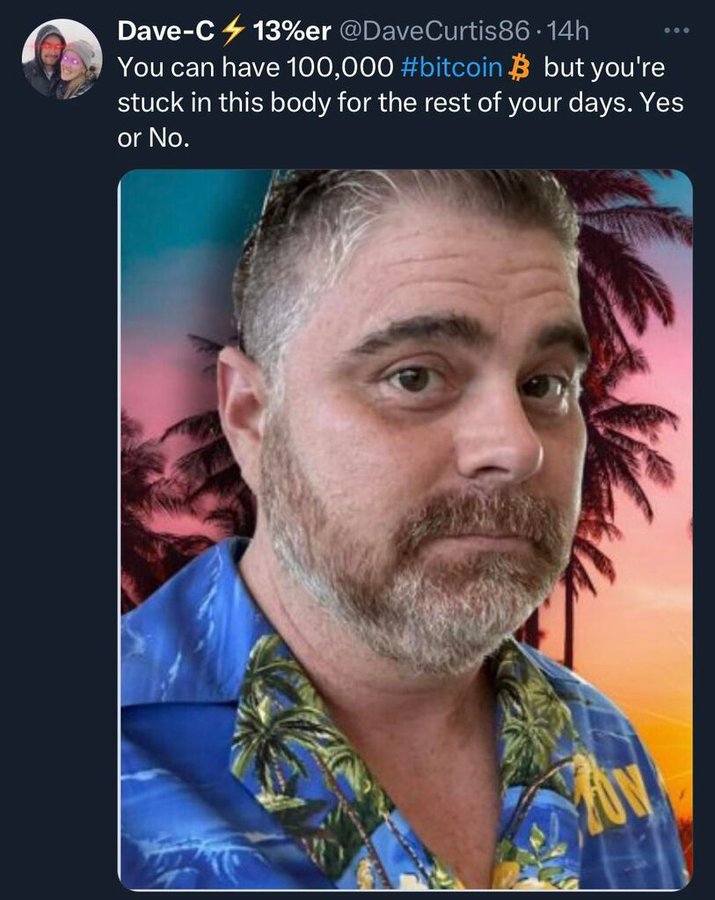 Dave-C⚡13%er @DaveCurtis86 · 14h
You can have 100,000 #bitcoin but you're
stuck in this body for the rest of your days. Yes
or No.